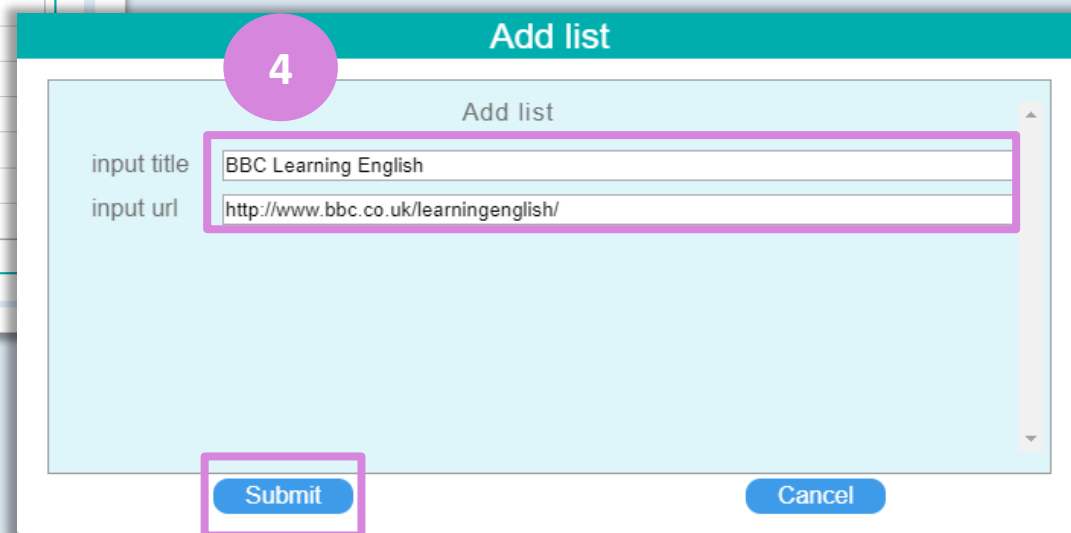 Add list
4
Add list
input title BBC Learning English
input url http://www.bbc.co.uk/learningenglish/
Submit Cancel